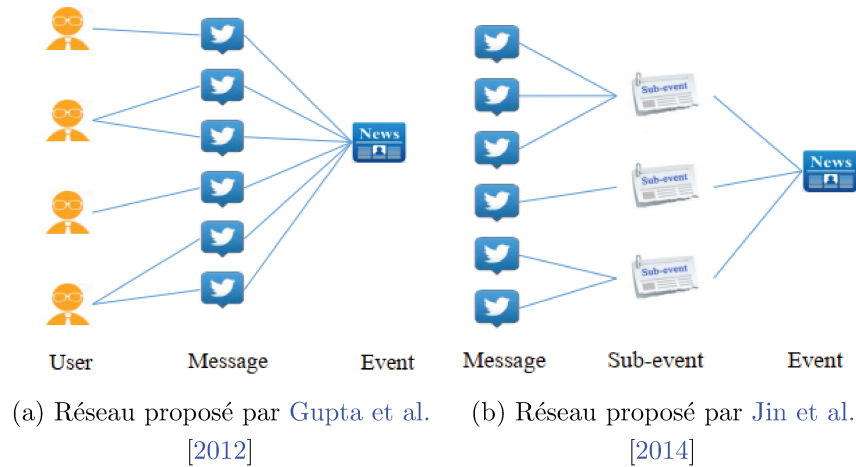 News
Sub-event
Sub-event
News
Sub-event
User
Message
Event
Message
Sub-event
Event
(a) Réseau proposé par Gupta et al.
[2012]
(b) Réseau proposé par Jin et al.
[2014]